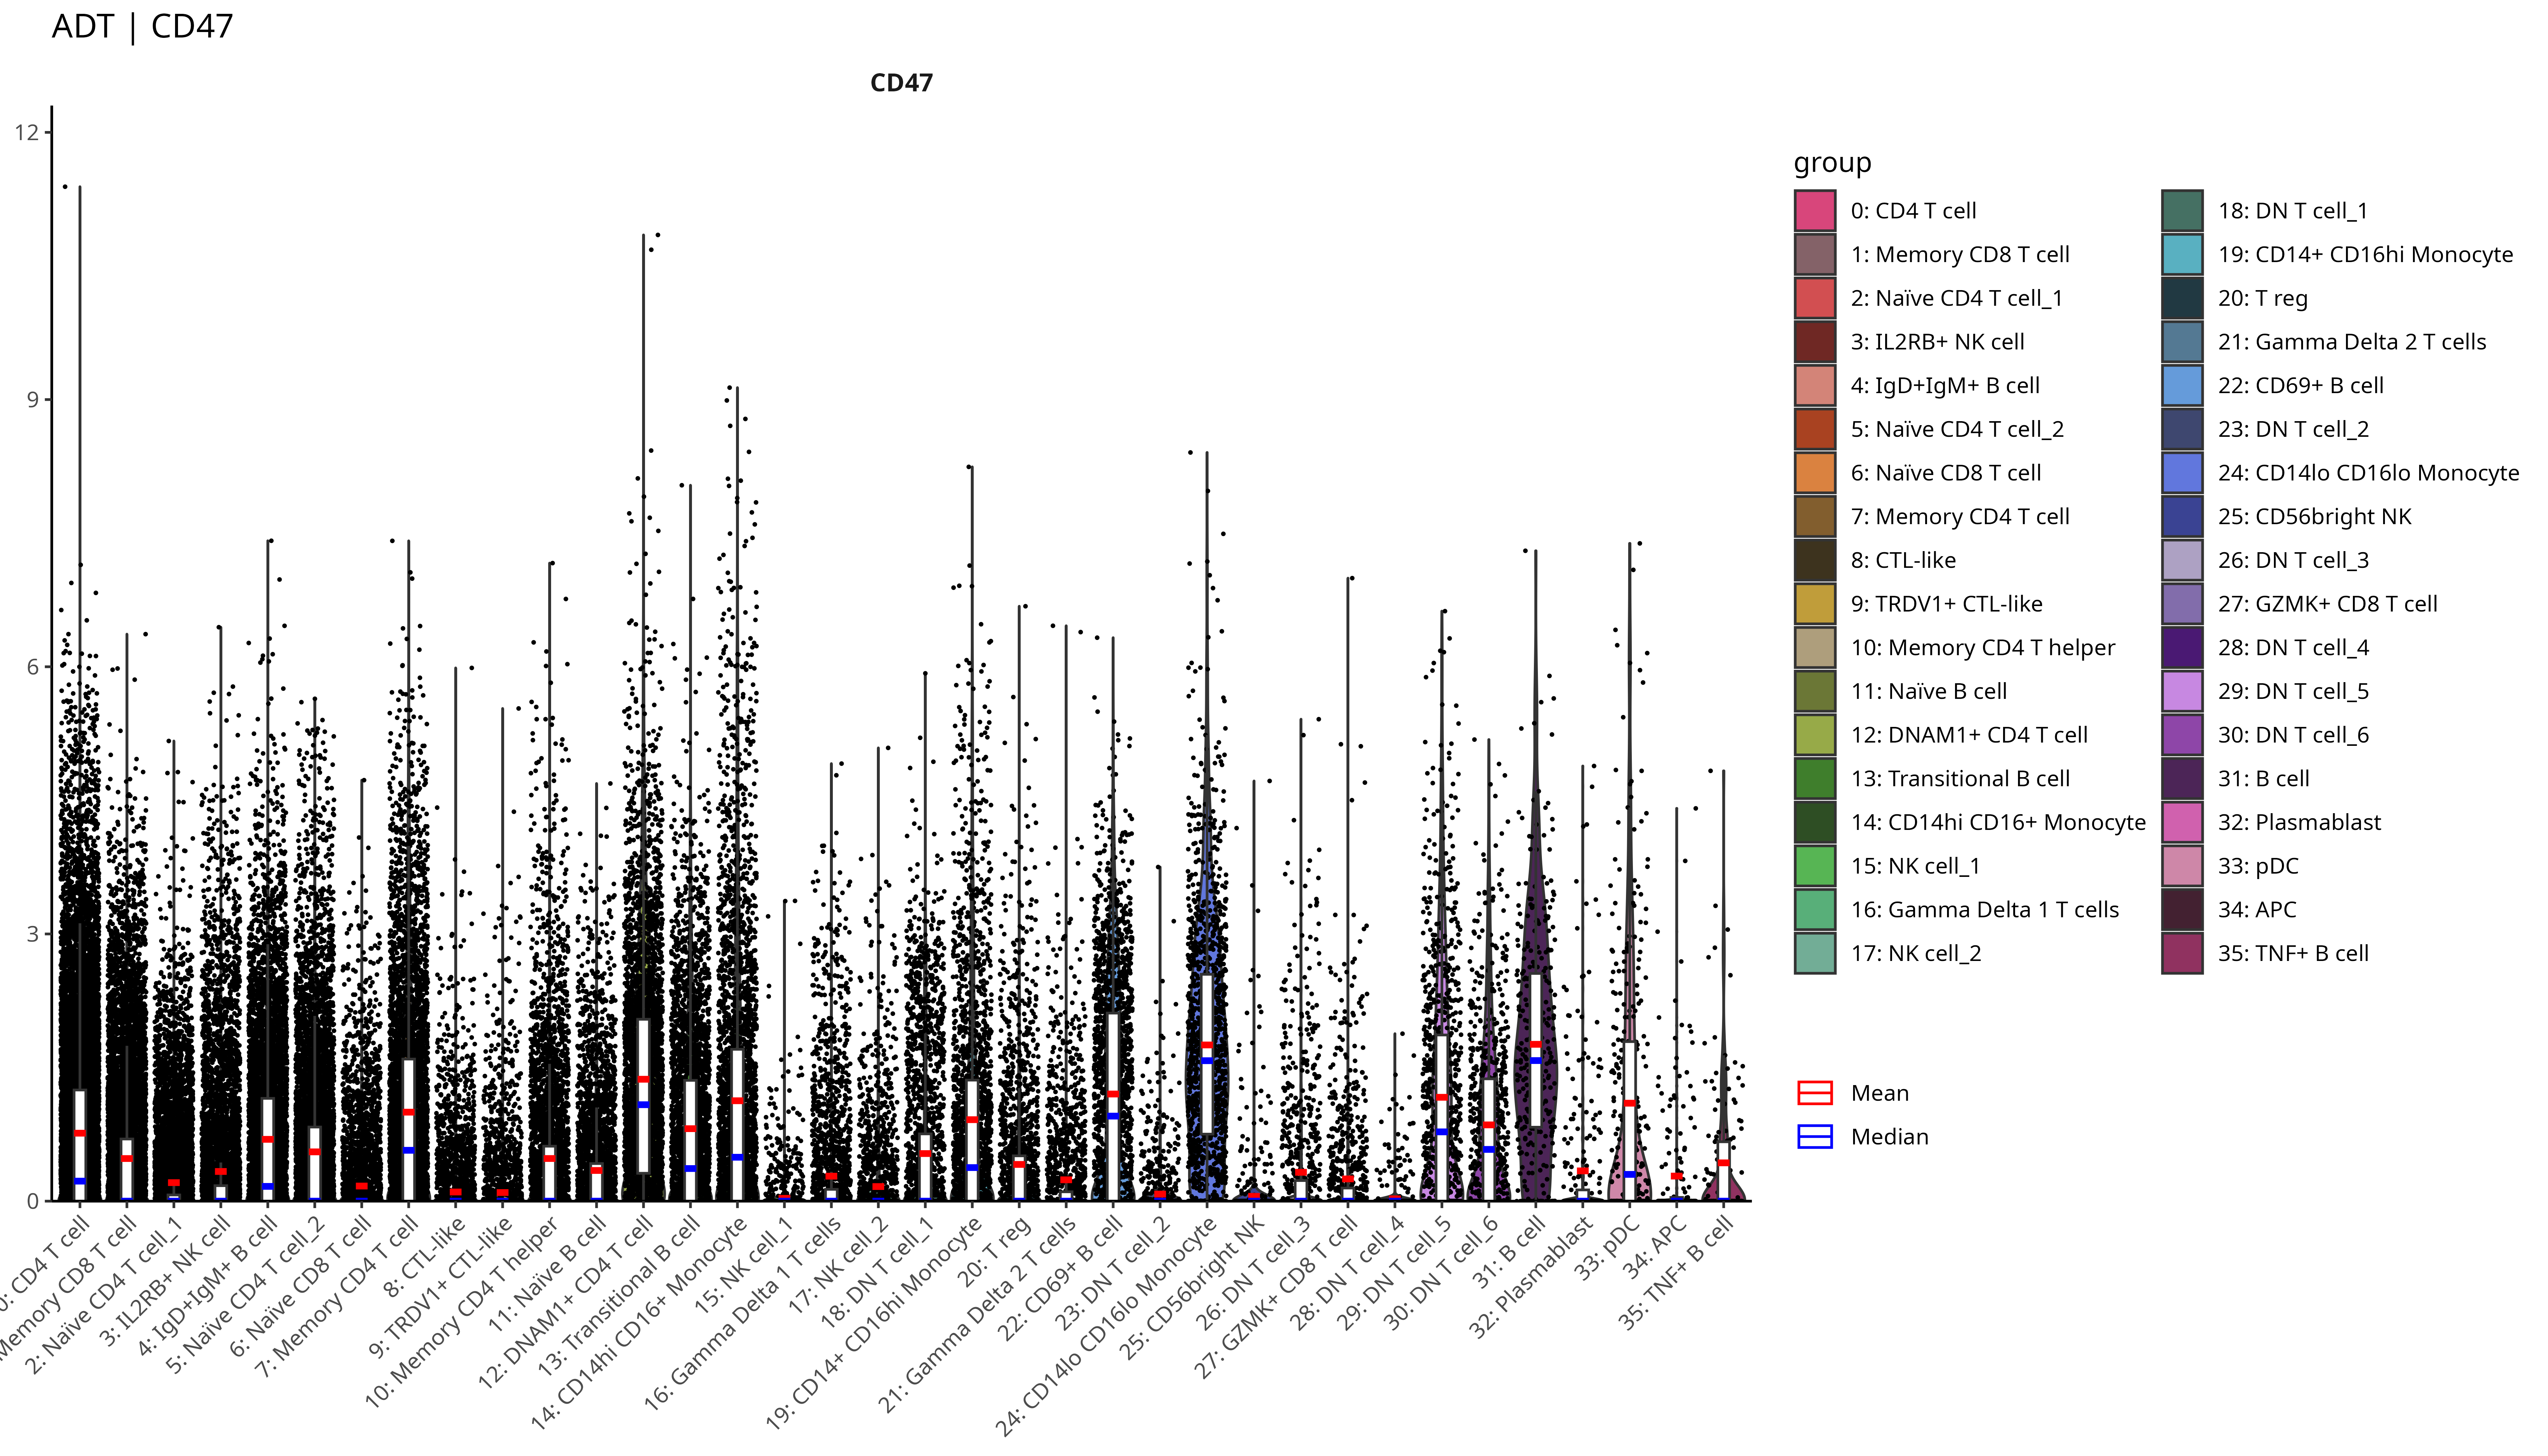 ADT | CD47
CD47
12
9
6
3
0
0: CD4 T cell
Memory CD8 T cell
2: Naïve CD4 T cell_1
3: IL2RB+ NK cell
4: IgD+IgM+ B cell
5: Naïve CD4 T cell_2
6: Naïve CD8 T cell
7: Memory CD4 T cell
8: CTL-like
9: TRDV1+ CTL-like
10: Memory CD4 T helper
11: Naïve B cell
12: DNAM1+ CD4 T cell
13: Transitional B cell
14: CD14hi CD16+ Monocyte
15: NK cell_1
16: Gamma Delta 1 T cells
17: NK cell_2
18: DN T cell_1
19: CD14+ CD16hi Monocyte
20: T reg
21: Gamma Delta 2 T cells
22: CD69+ B cell
23: DN T cell_2
24: CD14lo CD16lo Monocyte
25: CD56bright NK
26: DN T cell_3
27: GZMK+ CD8 T cell
28: DN T cell_4
29: DN T cell_5
30: DN T cell_6
31: B cell
32: Plasmablast
33: pDC
34: APC
35: TNF+ B cell
group
0: CD4 T cell
1: Memory CD8 T cell
2: Naïve CD4 T cell_1
3: IL2RB+ NK cell
4: IgD+IgM+ B cell
5: Naïve CD4 T cell_2
6: Naïve CD8 T cell
7: Memory CD4 T cell
8: CTL-like
9: TRDV1+ CTL-like
10: Memory CD4 T helper
11: Naïve B cell
12: DNAM1+ CD4 T cell
13: Transitional B cell
14: CD14hi CD16+ Monocyte
15: NK cell_1
16: Gamma Delta 1 T cells
17: NK cell_2
18: DN T cell_1
19: CD14+ CD16hi Monocyte
20: T reg
21: Gamma Delta 2 T cells
22: CD69+ B cell
23: DN T cell_2
24: CD14lo CD16lo Monocyte
25: CD56bright NK
26: DN T cell_3
27: GZMK+ CD8 T cell
28: DN T cell_4
29: DN T cell_5
30: DN T cell_6
31: B cell
32: Plasmablast
33: pDC
34: APC
35: TNF+ B cell
Mean
Median